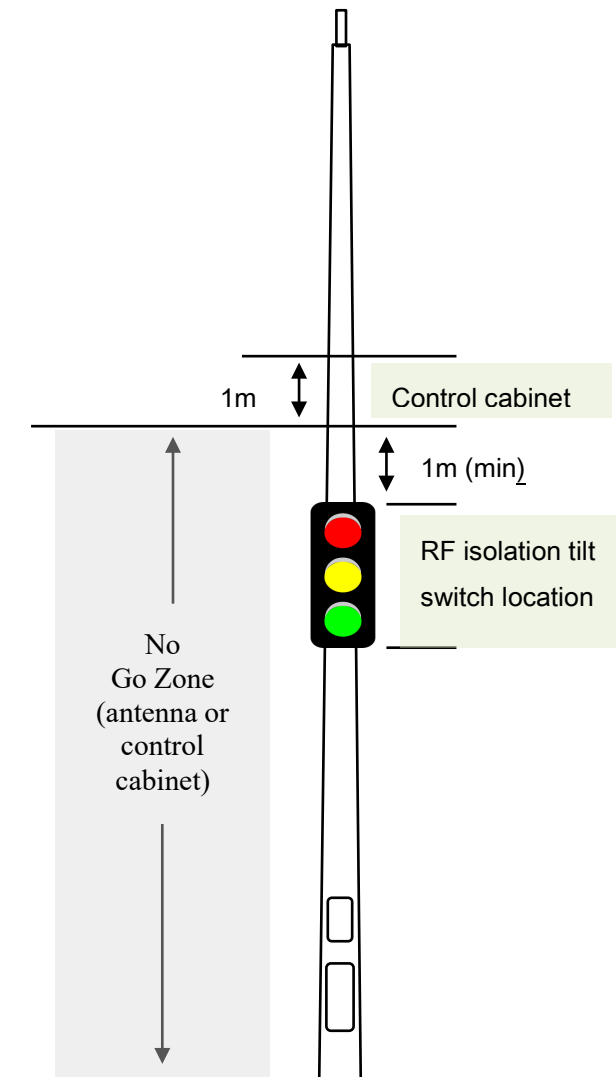 1m
Control cabinet
1m (min)
RF isolation tilt
switch location
No
Go Zone
(antenna or
control
cabinet)